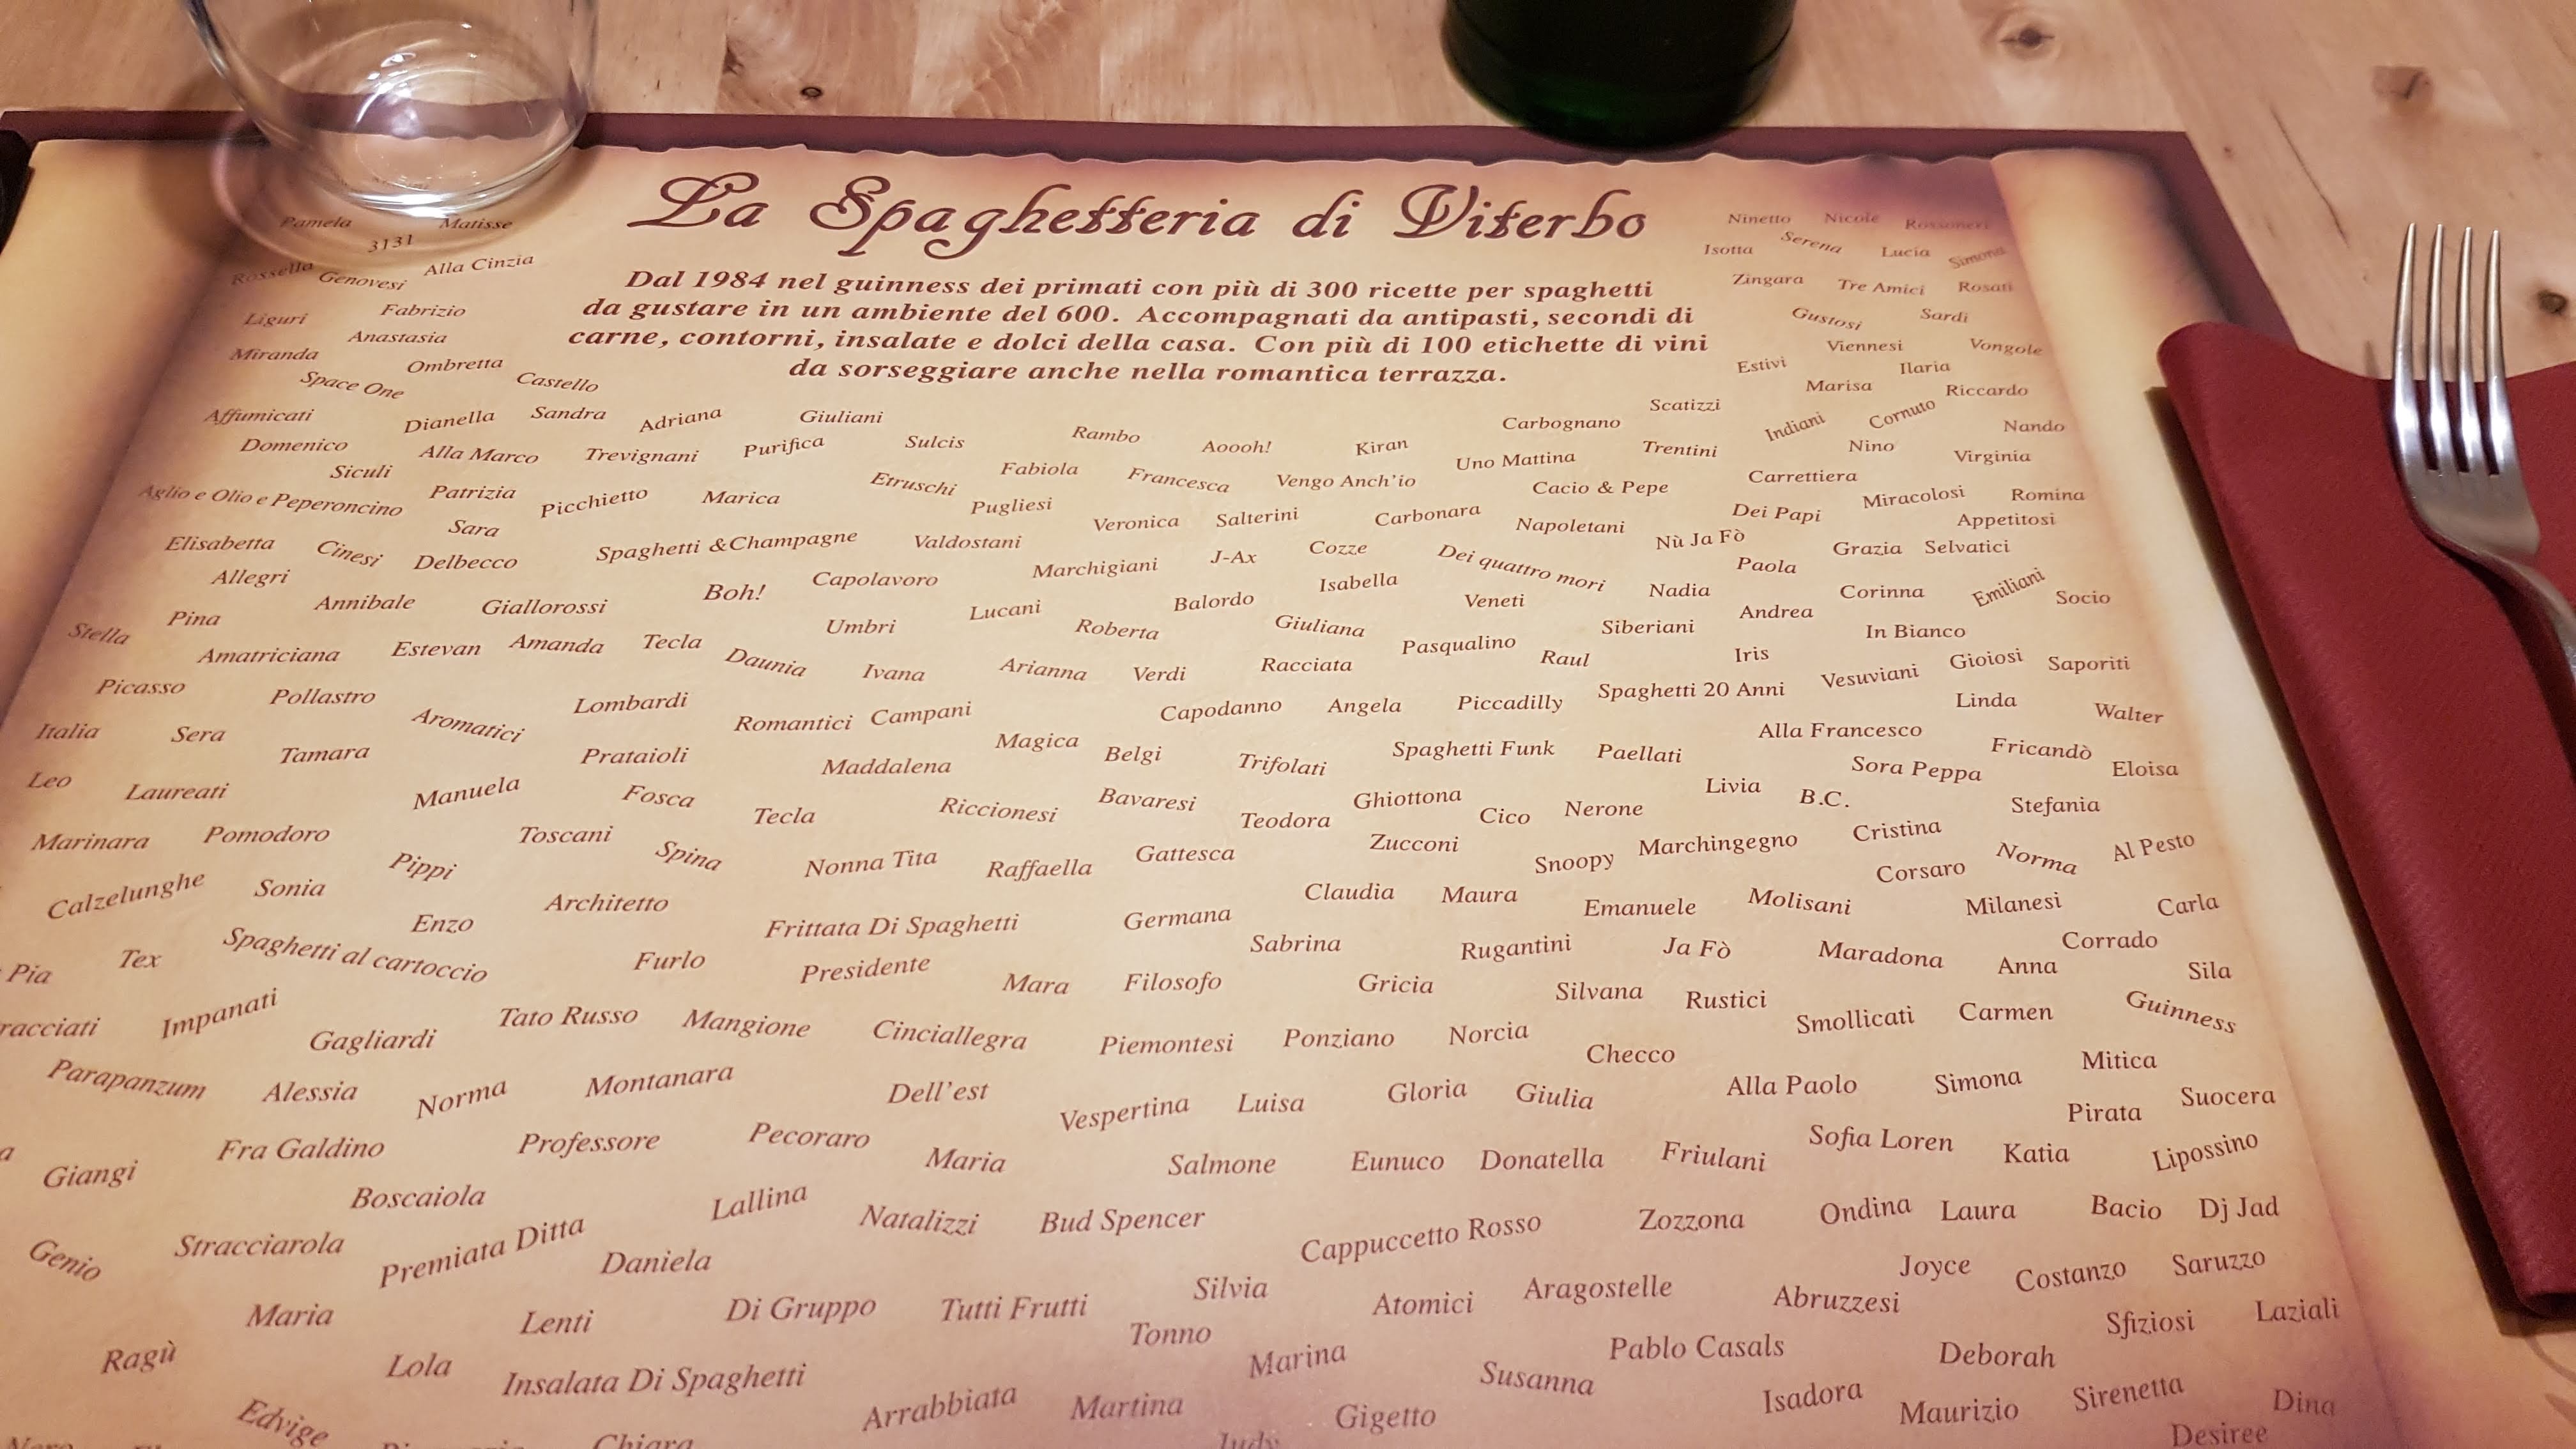 La Spaghetteria di Viterbo
Dal 1984 nel guinness dei primati con più di 300 ricette per spaghetti
da gustare in un ambiente del 600. Accompagnati da antipasti, secondi di
carne, contorni, insalate e dolci della casa. Con più di 100 etichette di vini
da sorseggiare anche nella romantica terrazza.
Pamela Matisse Ninetto Nicole Rossoneri
3131 Isotta Serena Lucia Simona
Rossella Genovesi Alla Cinzia Zingara Tre Amici Rosati
Liguri Fabrizio Gustosi Sardi
Anastasia Viennesi Vongole
Miranda Ombretta Estivi Ilaria
Space One Castello Marisa Riccardo
Affumicati Dianella Sandra Adriana Giuliani Carbognano Scatizzi Indiani Cornuto Nando
Domenico Alla Marco Trevignani Purifica Sulcis Rambo Aoooh! Kiran Uno Mattina Trentini Nino Virginia
Siculi Fabiola Francesca Vengo Anch'io Cacio & Pepe Carrettiera
Aglio e Olio e Peperoncino Patrizia Picchietto Marica Etruschi Pugliesi Miracolosi Romina
Sara Veronica Salterini Carbonara Napoletani Dei Papi Appetitosi
Elisabetta Cinesi Delbecco Spaghetti &Champagne Valdostani Nù Ja Fò Grazia Selvatici
Allegri Boh! Capolavoro Marchigiani J-Ax Cozze Dei quattro mori Paola
Pina Annibale Giallorossi Lucani Balordo Isabella Veneti Nadia Corinna Emiliani Socio
Stella Umbri Roberta Giuliana Siberiani Andrea In Bianco
Amatriciana Estevan Amanda Tecla Daunia Ivana Arianna Verdi Racciata Pasqualino Raul Iris Vesuviani Gioiosi Saporiti
Picasso Pollastro Lombardi Capodanno Angela Piccadilly Spaghetti 20 Anni Linda Walter
Italia Sera Aromatici Romantici Campani Magica Alla Francesco
Tamara Prataioli Maddalena Belgi Trifolati Spaghetti Funk Paellati Sora Peppa Fricandò Eloisa
Leo Laureati Manuela Fosca Tecla Riccionesi Bavaresi Teodora Ghiottona Cico Nerone Livia B.C. Stefania
Marinara Pomodoro Toscani Zucconi Marchingegno Cristina
Pippi Spina Nonna Tita Raffaella Gattesca Snoopy Corsaro Norma Al Pesto
Calzelunghe Sonia Architetto Claudia Maura Emanuele Molisani Milanesi Carla
Enzo Frittata Di Spaghetti Germana Sabrina Rugantini Ja Fò Maradona Corrado
Pia Tex Spaghetti al cartoccio Furlo Presidente Mara Filosofo Gricia Silvana Anna Sila
racciati Impanati Tato Russo Mangione Cinciallegra Rustici Smollicati Carmen Guinness
Gagliardi Piemontesi Ponziano Norcia Checco
Parapanzum Alessia Norma Montanara Dell'est Vespertina Luisa Gloria Giulia Alla Paolo Simona Mitica
Pirata Suocera
a Giangi Fra Galdino Professore Pecoraro Maria Salmone Eunuco Donatella Friulani Sofia Loren Katia Lipossino
Boscaiola Lallina Natalizzi Bud Spencer Cappuccetto Rosso Zozzona Ondina Laura Bacio Dj Jad
Genio Stracciarola Premiata Ditta Daniela Silvia Aragostelle Joyce Costanzo Saruzzo
Maria Lenti Di Gruppo Tutti Frutti Tonno Atomici Abruzzesi Sfiziosi Laziali
Ragù Lola Insalata Di Spaghetti Marina Susanna Pablo Casals Deborah
Edvige Arrabbiata Martina Gigetto Isadora Maurizio Sirenetta Dina
Chiara Judy Desiree